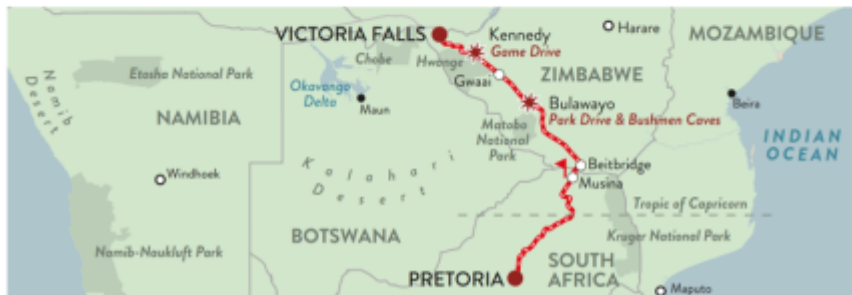 VICTORIA FALLS
Kennedy
Game Drive
Harare
MOZAMBIQUE
Etosha National Park
Chobe
Hwange
Gwaai
ZIMBABWE
Namib
Desert
Okavango
Delta
Maun
Bulawayo
Park Drive & Bushmen Caves
Beira
NAMIBIA
Matobo
National
Park
INDIAN
OCEAN
Kalahari
Desert
Windhoek
Beitbridge
Musina
Tropic of Capricorn
BOTSWANA
Kruger National Park
Namib-Naukluft Park
SOUTH
AFRICA
PRETORIA
Maputo